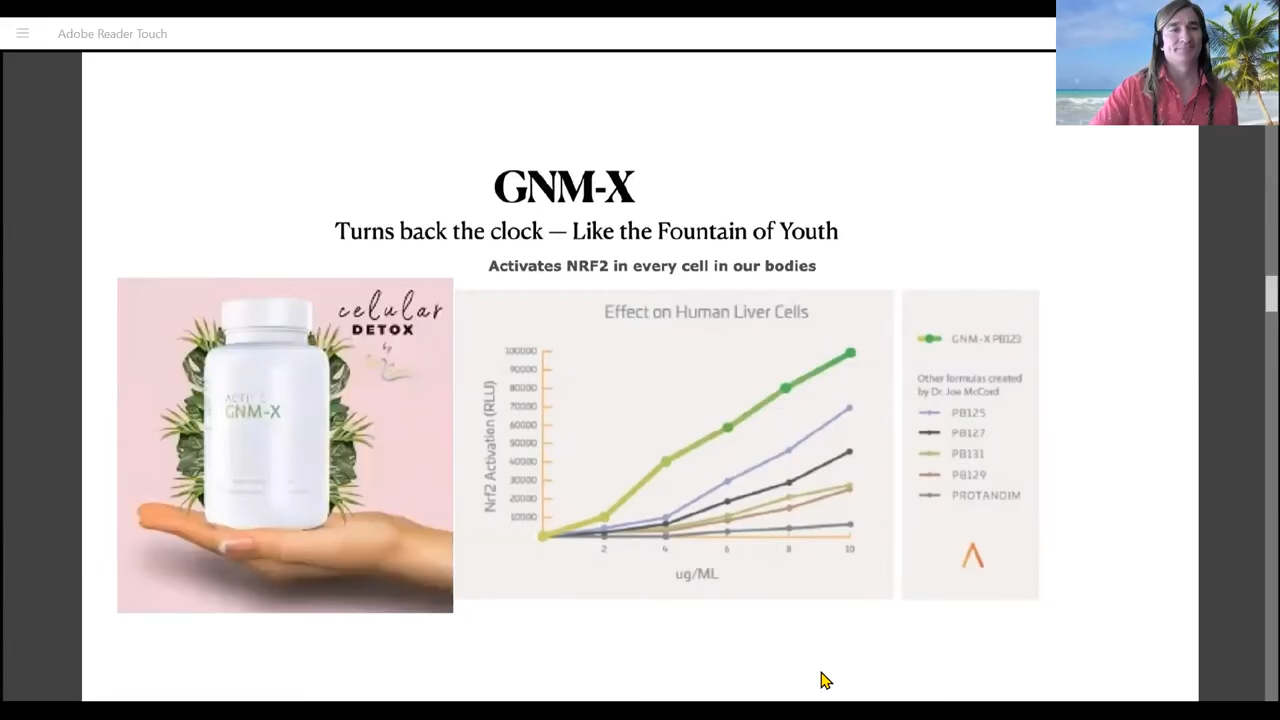 Adobe Reader Touch
GNM-X
Turns back the clock — Like the Fountain of Youth
Activates NRF2 in every cell in our bodies
celular
DETOX
by
GNM-X
Effect on Human Liver Cells
Nrf2 Activation (RLU)
100000
90000
80000
70000
60000
50000
40000
30000
20000
10000
2 4 6 8 10
ug/ML
GNM-X PB123
Other formulas created
by Dr. Joe McCord
PB125
PB127
PB131
PB129
PROTANDIM